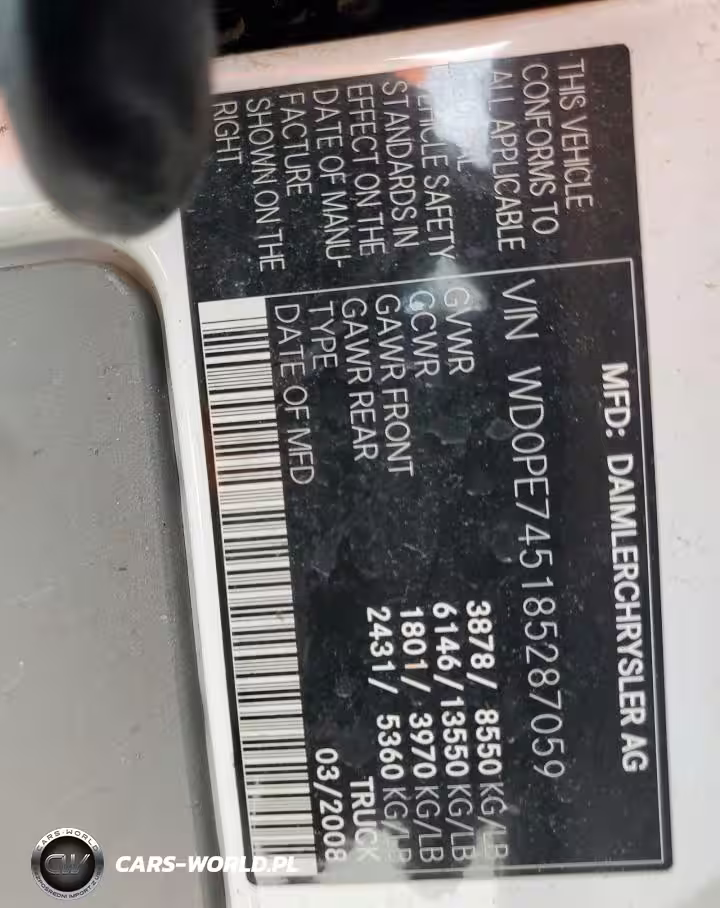 MFD: DAIMLERCHRYSLER AG
THIS VEHICLE
CONFORMS TO
ALL APPLICABLE
VEHICLE SAFETY
STANDARDS IN
EFFECT ON THE
DATE OF MANU-
FACTURE
SHOWN ON THE
RIGHT
VIN WD0PE745185287059
GVWR 3878/ 8550 KG/LB
GCWR 6146/13550 KG/LB
GAWR FRONT 1801/ 3970 KG/LB
GAWR REAR 2431/ 5360 KG/LB
TYPE TRUCK
DATE OF MFD 03/2008
CARS-WORLD
CW
CARS-WORLD.PL